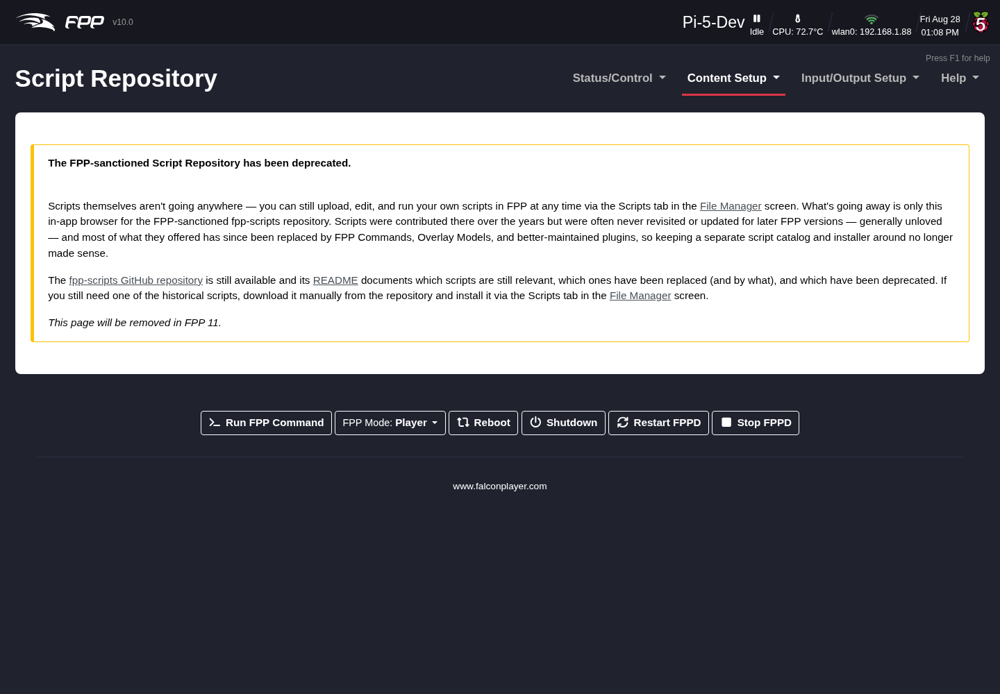 FPP v10.0
Pi-5-Dev
Idle
CPU: 72.7°C
wlan0: 192.168.1.88
Fri Aug 28
01:08 PM
5
Press F1 for help
Script Repository
Status/Control
Content Setup
Input/Output Setup
Help
The FPP-sanctioned Script Repository has been deprecated.
Scripts themselves aren't going anywhere — you can still upload, edit, and run your own scripts in FPP at any time via the Scripts tab in the File Manager screen. What's going away is only this
in-app browser for the FPP-sanctioned fpp-scripts repository. Scripts were contributed there over the years but were often never revisited or updated for later FPP versions — generally unloved
— and most of what they offered has since been replaced by FPP Commands, Overlay Models, and better-maintained plugins, so keeping a separate script catalog and installer around no longer
made sense.
The fpp-scripts GitHub repository is still available and its README documents which scripts are still relevant, which ones have been replaced (and by what), and which have been deprecated. If
you still need one of the historical scripts, download it manually from the repository and install it via the Scripts tab in the File Manager screen.
This page will be removed in FPP 11.
Run FPP Command
FPP Mode: Player
Reboot
Shutdown
Restart FPPD
Stop FPPD
www.falconplayer.com